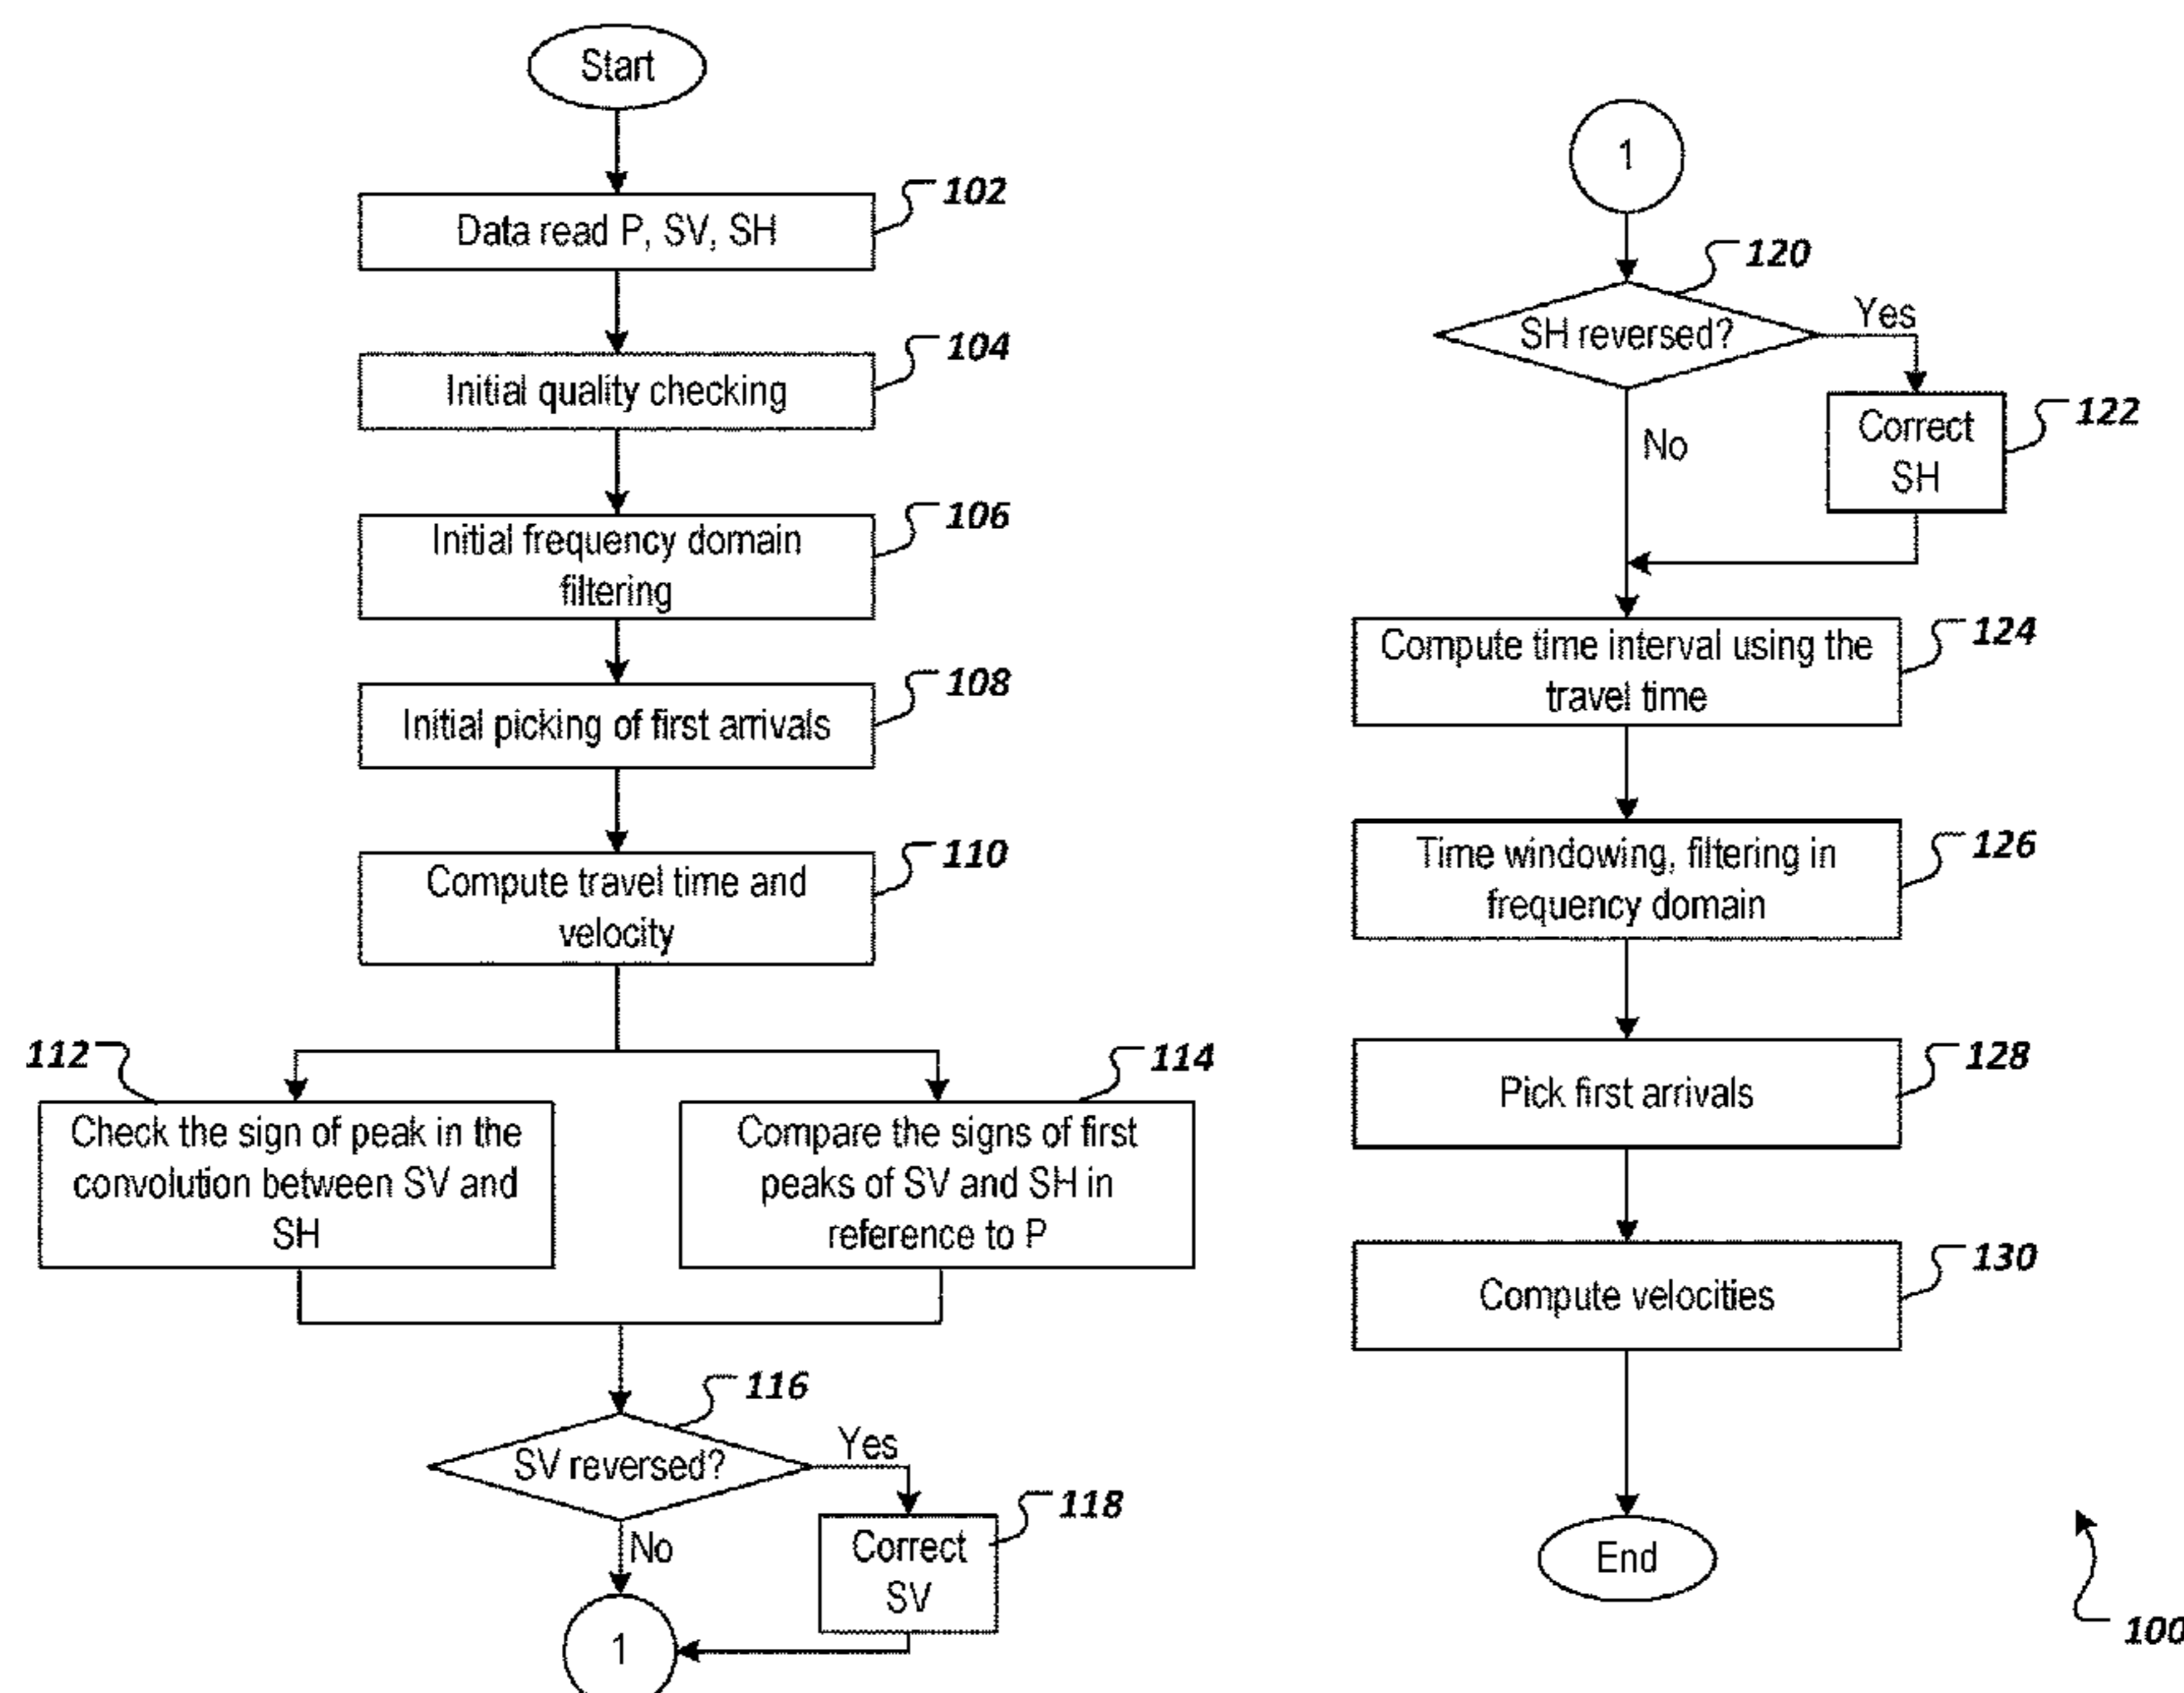 Start
102
Data read P, SV, SH
104
Initial quality checking
106
Initial frequency domain
filtering
108
Initial picking of first arrivals
110
Compute travel time and
velocity
112
Check the sign of peak in the
convolution between SV and
SH
114
Compare the signs of first
peaks of SV and SH in
reference to P
116
SV reversed?
Yes
No
118
Correct
SV
1
1
120
SH reversed?
Yes
No
122
Correct
SH
124
Compute time interval using the
travel time
126
Time windowing, filtering in
frequency domain
128
Pick first arrivals
130
Compute velocities
End
100